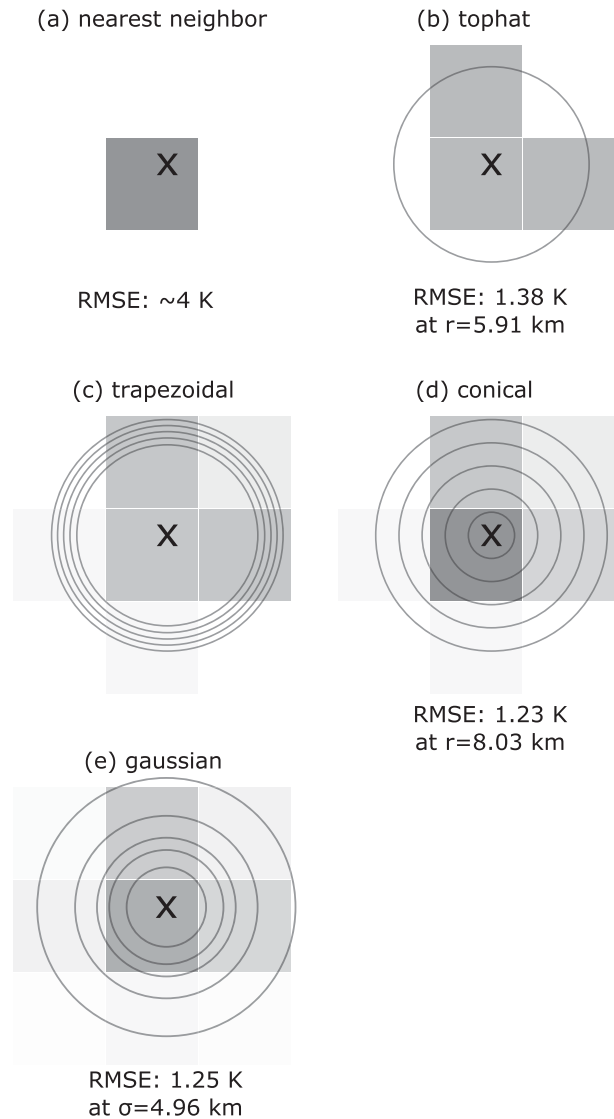 (a) nearest neighbor
(b) tophat
X
X
RMSE: ~4 K
RMSE: 1.38 K
at r=5.91 km
(c) trapezoidal
(d) conical
X
X
RMSE: 1.23 K
at r=8.03 km
(e) gaussian
X
RMSE: 1.25 K
at σ=4.96 km